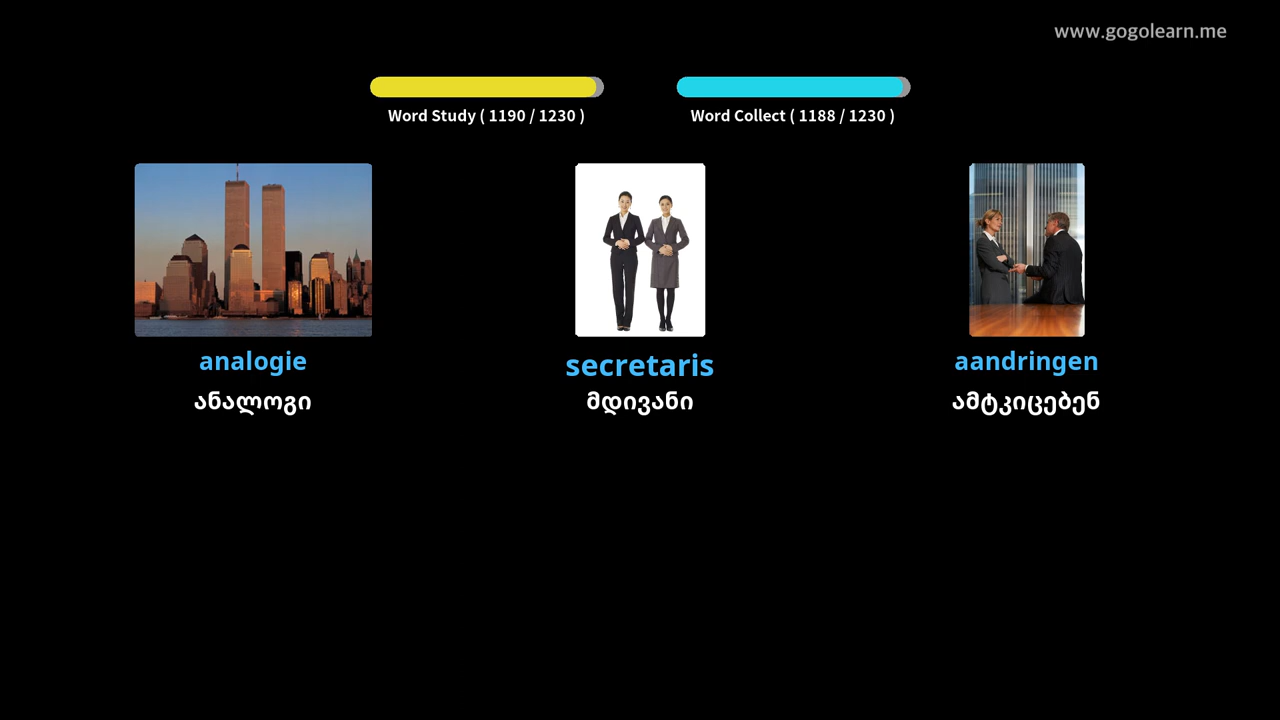 www.gogolearn.me
Word Study ( 1190 / 1230 )
Word Collect ( 1188 / 1230 )
analogie
secretaris
aandringen
ანალოგი
მდივანი
ამტკიცებენ